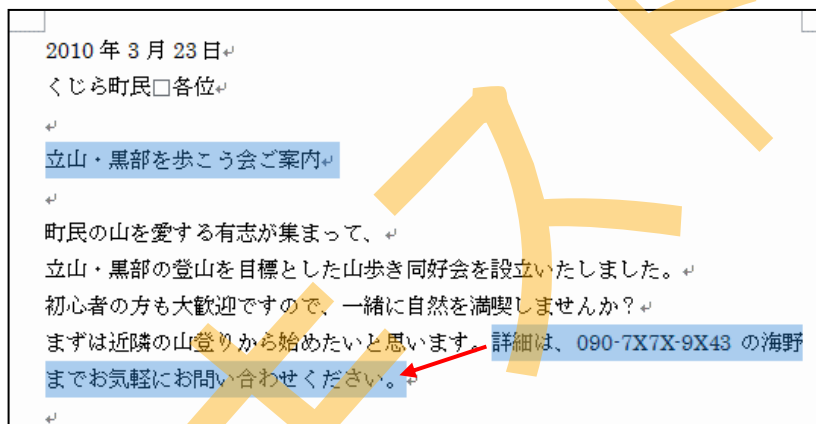 2010 年 3 月 23 日↵
くじら町民□各位↵
↵
立山・黒部を歩こう会ご案内↵
↵
町民の山を愛する有志が集まって、↵
立山・黒部の登山を目標とした山歩き同好会を設立いたしました。↵
初心者の方も大歓迎ですので、一緒に自然を満喫しませんか？↵
まずは近隣の山登りから始めたいと思います。詳細は、090-7X7X-9X43 の海野
までお気軽にお問い合わせください。↵
↵